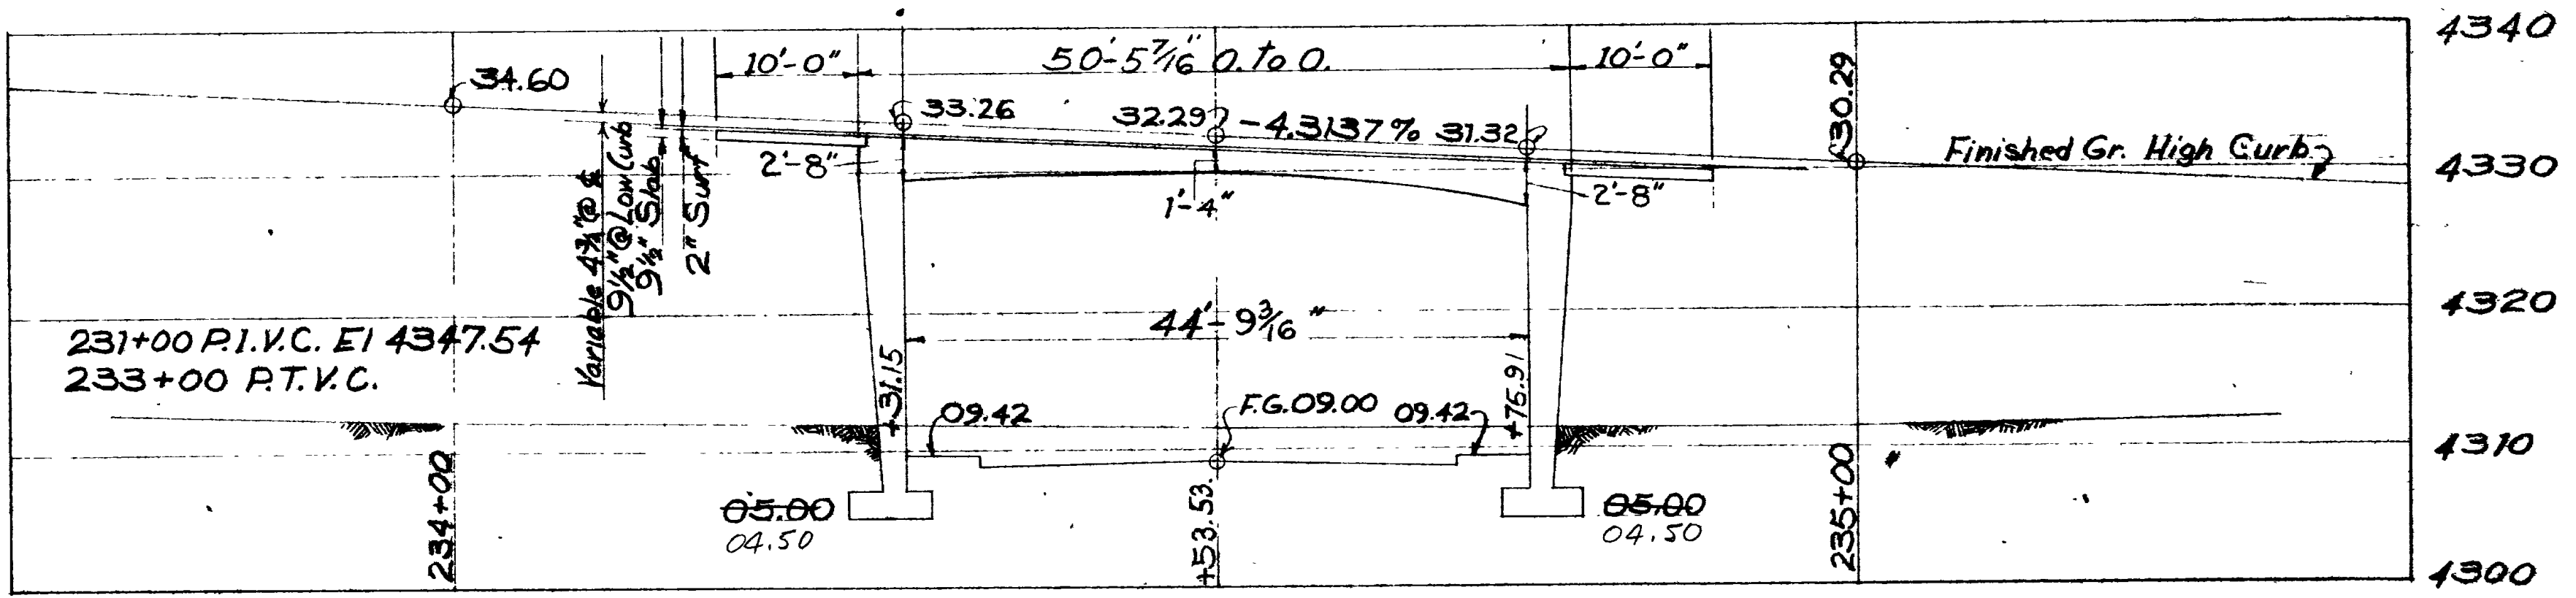 4340
10'-0" 50'-5 7/16" O. to O. 10'-0"
34.60
33.26
32.29
-4.3137%
31.32
30.29
Finished Gr. High Curb
4330
2'-8"
1'-4"
2'-8"
Variable 4 3/4" @ ℄
9 1/2" @ Low Curb
9 1/2" Slab
2" Surf
4320
44'-9 3/16"
231+00 P.I.V.C. El 4347.54
233+00 P.T.V.C.
+31.15
+75.91
09.42
F.G. 09.00
09.42
4310
234+00
05.00
04.50
+53.53
05.00
04.50
235+00
4300